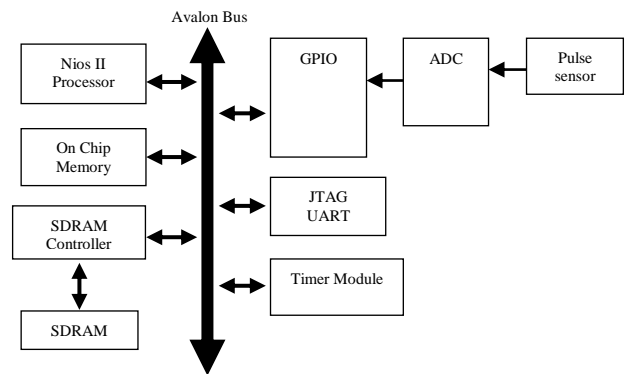 Avalon Bus
Nios II
Processor
GPIO
ADC
Pulse
sensor
On Chip
Memory
JTAG
UART
SDRAM
Controller
Timer Module
SDRAM